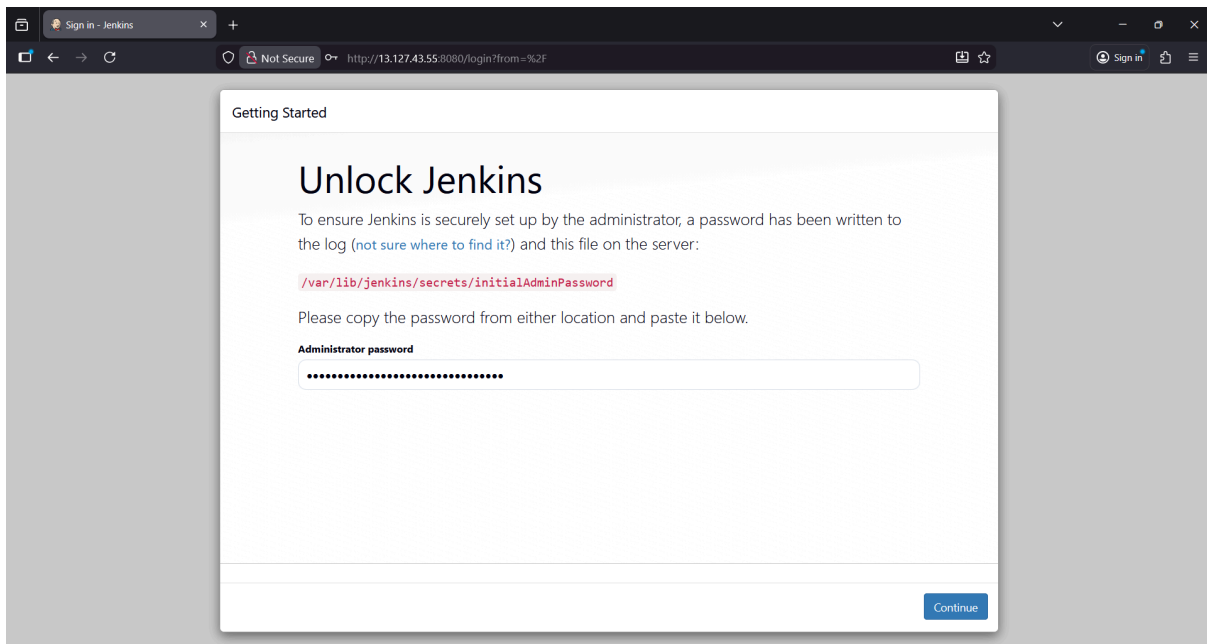 Sign in - Jenkins
Not Secure http://13.127.43.55:8080/login?from=%2F Sign in
Getting Started
Unlock Jenkins
To ensure Jenkins is securely set up by the administrator, a password has been written to
the log (not sure where to find it?) and this file on the server:
/var/lib/jenkins/secrets/initialAdminPassword
Please copy the password from either location and paste it below.
Administrator password
••••••••••••••••••••••••••••••••
Continue